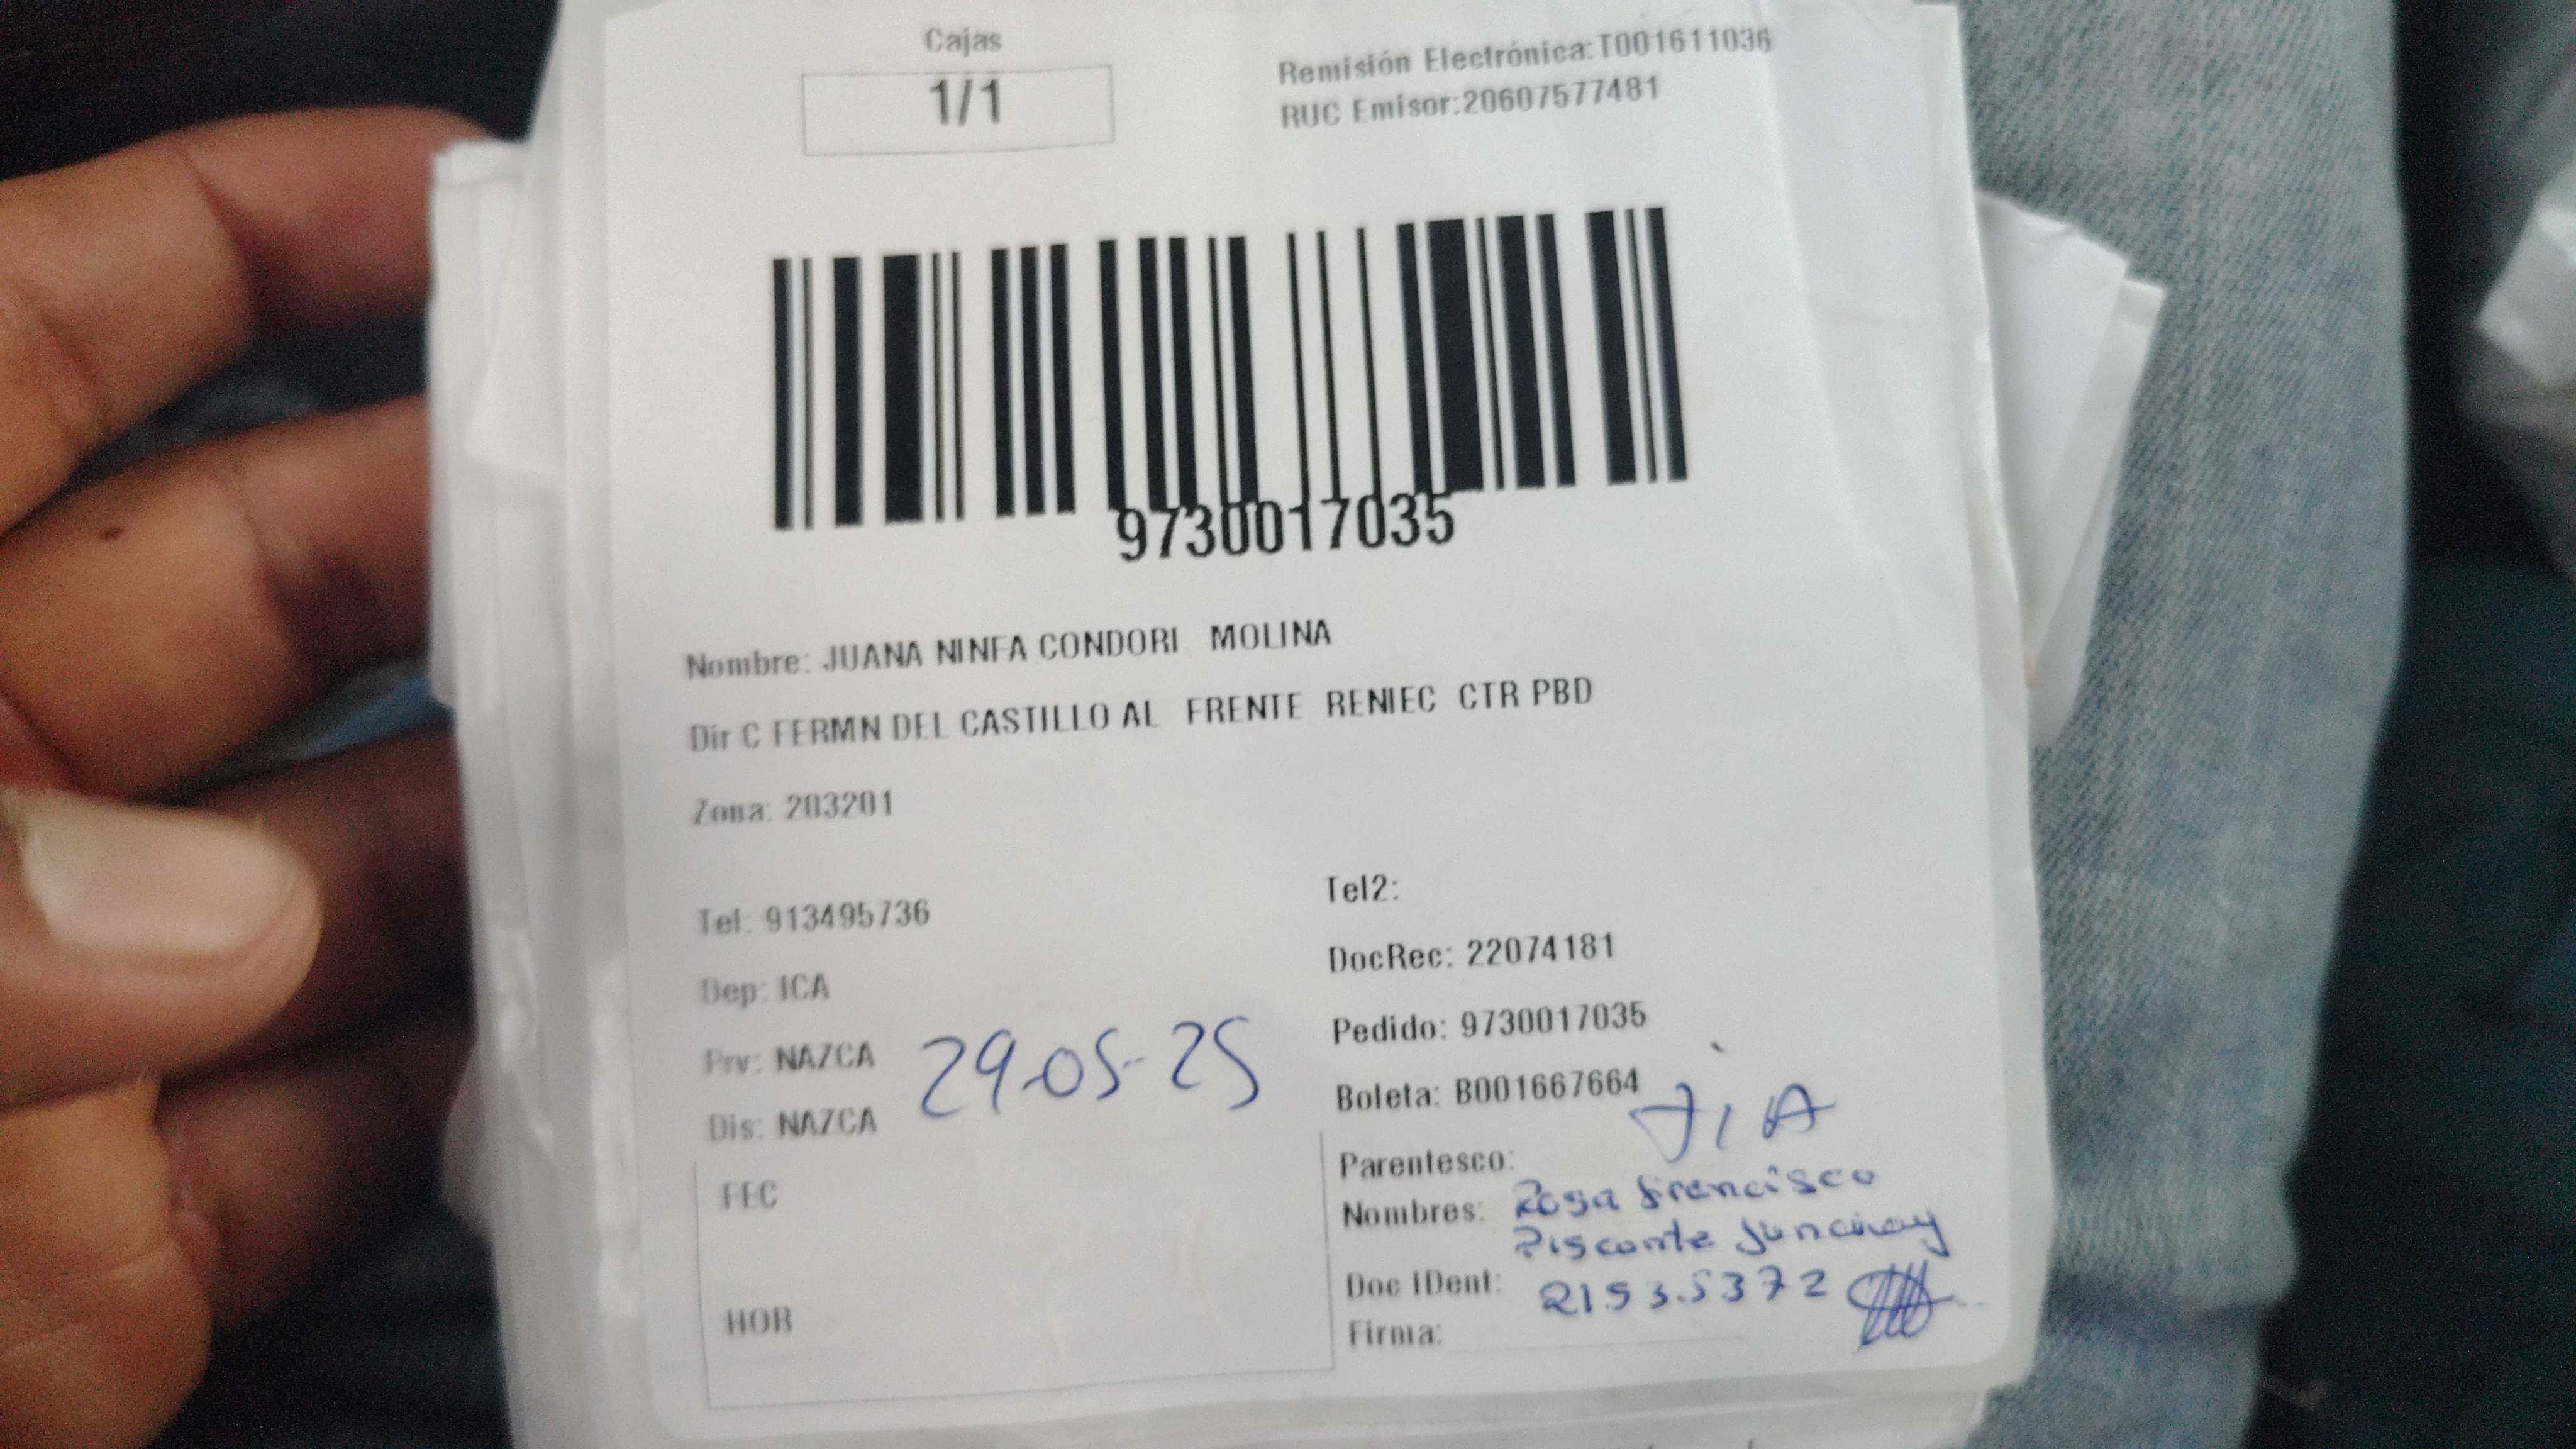 Cajas
1/1
Remisión Electrónica:T001611036
RUC Emisor:20607577481
9730017035
Nombre: JUANA NINFA CONDORI MOLINA
Dir C FERMN DEL CASTILLO AL FRENTE RENIEC CTR PBD
Zona: 203201
Tel: 913495736
Tel2:
DocRec: 22074181
Dep: ICA
Pedido: 9730017035
Prv: NAZCA
29-05-25
Boleta: B001667664
Dis: NAZCA
TIA
Parentesco:
FEC
Nombres: Rosa Francisco
Pisconte
Doc IDent: 21535372
HOR
Firma: